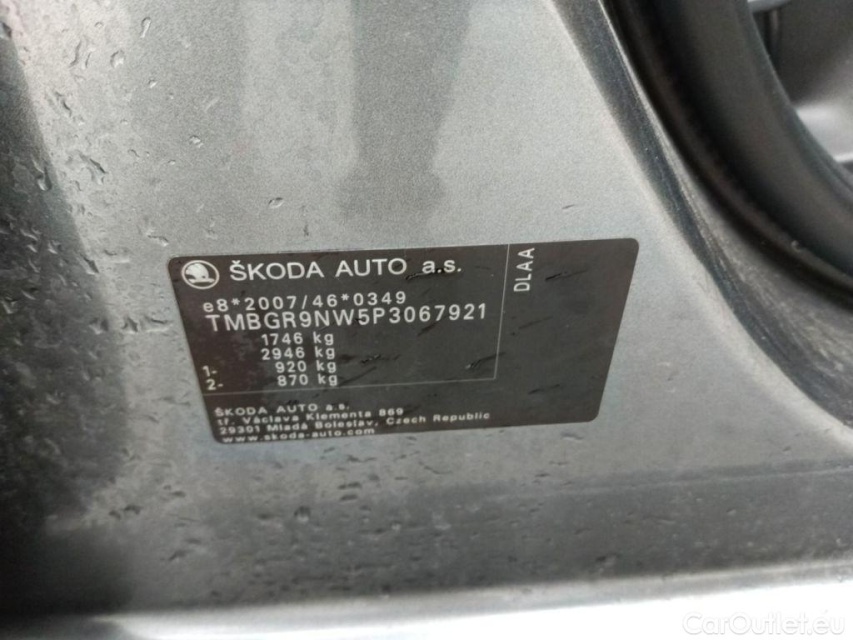 ŠKODA AUTO a.s.
DLAA
e8*2007/46*0349
TMBGR9NW5P3067921
1746 kg
2946 kg
1- 920 kg
2- 870 kg
ŠKODA AUTO a.s.
tř. Václava Klementa 869
29301 Mladá Boleslav, Czech Republic
www.skoda-auto.com
CarOutlet.eu